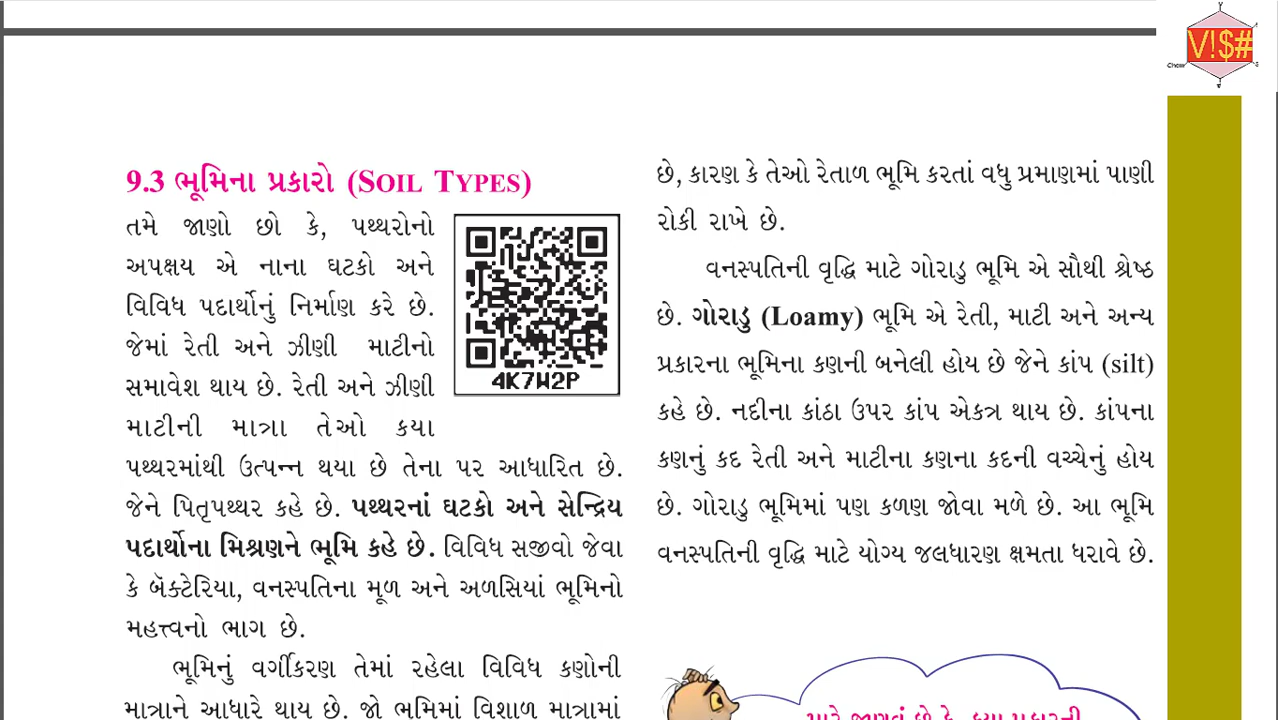 V!$#
9.3 ભૂમિના પ્રકારો (SOIL TYPES)
તમે જાણો છો કે, પથ્થરોનો
અપક્ષય એ નાના ઘટકો અને
વિવિધ પદાર્થોનું નિર્માણ કરે છે.
જેમાં રેતી અને ઝીણી માટીનો
સમાવેશ થાય છે. રેતી અને ઝીણી
માટીની માત્રા તેઓ કયા
4K7W2P
પથ્થરમાંથી ઉત્પન્ન થયા છે તેના પર આધારિત છે.
જેને પિતૃપથ્થર કહે છે. પથ્થરનાં ઘટકો અને સેન્દ્રિય
પદાર્થોના મિશ્રણને ભૂમિ કહે છે. વિવિધ સજીવો જેવા
કે બૅક્ટેરિયા, વનસ્પતિના મૂળ અને અળસિયાં ભૂમિનો
મહત્ત્વનો ભાગ છે.
ભૂમિનું વર્ગીકરણ તેમાં રહેલા વિવિધ કણોની
માત્રાને આધારે થાય છે. જો ભૂમિમાં વિશાળ માત્રામાં
છે, કારણ કે તેઓ રેતાળ ભૂમિ કરતાં વધુ પ્રમાણમાં પાણી
રોકી રાખે છે.
વનસ્પતિની વૃદ્ધિ માટે ગોરાડુ ભૂમિ એ સૌથી શ્રેષ્ઠ
છે. ગોરાડુ (Loamy) ભૂમિ એ રેતી, માટી અને અન્ય
પ્રકારના ભૂમિના કણની બનેલી હોય છે જેને કાંપ (silt)
કહે છે. નદીના કાંઠા ઉપર કાંપ એકત્ર થાય છે. કાંપના
કણનું કદ રેતી અને માટીના કણના કદની વચ્ચેનું હોય
છે. ગોરાડુ ભૂમિમાં પણ કળણ જોવા મળે છે. આ ભૂમિ
વનસ્પતિની વૃદ્ધિ માટે યોગ્ય જલધારણ ક્ષમતા ધરાવે છે.